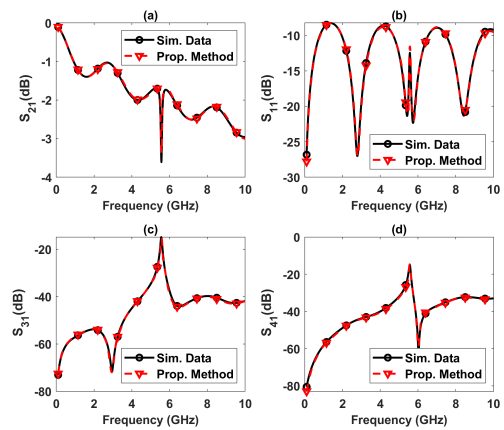 (a)
0
-1
-2
-3
-4
S21(dB)
Sim. Data
Prop. Method
0 2 4 6 8 10
Frequency (GHz)
(b)
-10
-15
-20
-25
-30
S11(dB)
Sim. Data
Prop. Method
0 2 4 6 8 10
Frequency (GHz)
(c)
-20
-40
-60
-80
S31(dB)
Sim. Data
Prop. Method
0 2 4 6 8 10
Frequency (GHz)
(d)
0
-20
-40
-60
-80
S41(dB)
Sim. Data
Prop. Method
0 2 4 6 8 10
Frequency (GHz)